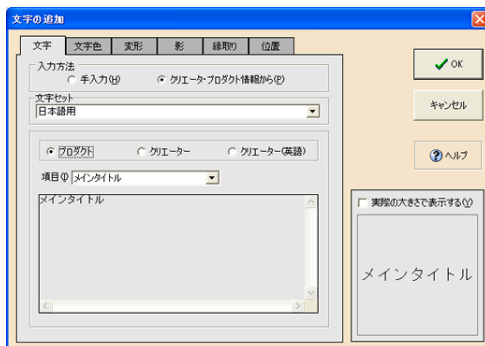 文字の追加
文字 文字色 変形 影 縁取り 位置
入力方法
手入力(H) クリエータ・プロダクト情報から(P)
文字セット
日本語用
プロダクト クリエーター クリエーター(英語)
項目(I) メインタイトル
メインタイトル
OK
キャンセル
ヘルプ
実際の大きさで表示する(Y)
メインタイトル